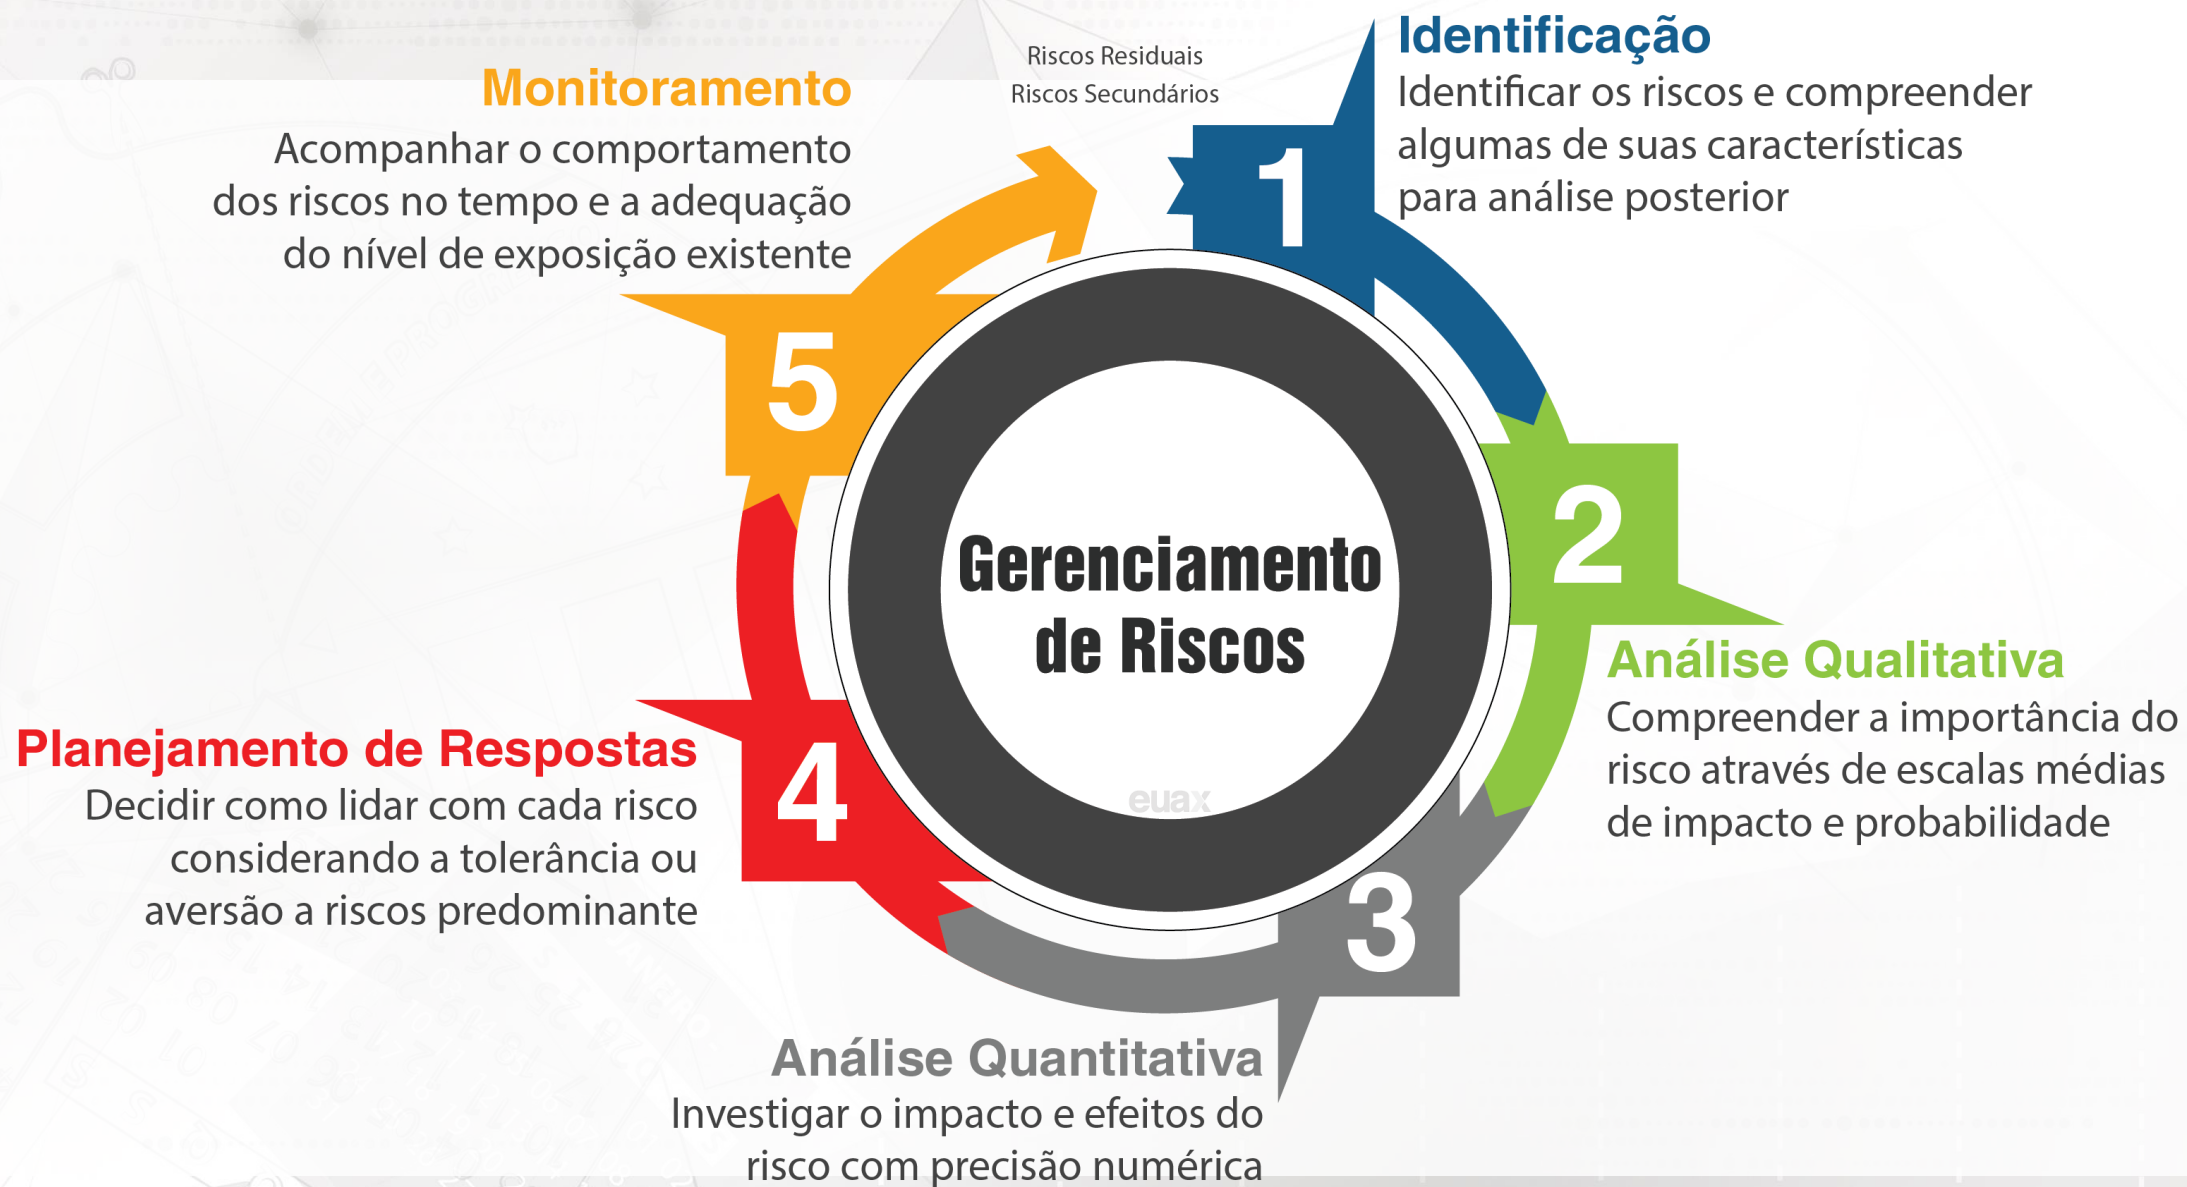 Riscos Residuais
Riscos Secundários
1
Identificação
Identificar os riscos e compreender
algumas de suas características
para análise posterior
2
Análise Qualitativa
Compreender a importância do
risco através de escalas médias
de impacto e probabilidade
3
Análise Quantitativa
Investigar o impacto e efeitos do
risco com precisão numérica
4
Planejamento de Respostas
Decidir como lidar com cada risco
considerando a tolerância ou
aversão a riscos predominante
5
Monitoramento
Acompanhar o comportamento
dos riscos no tempo e a adequação
do nível de exposição existente
Gerenciamento
de Riscos
euax